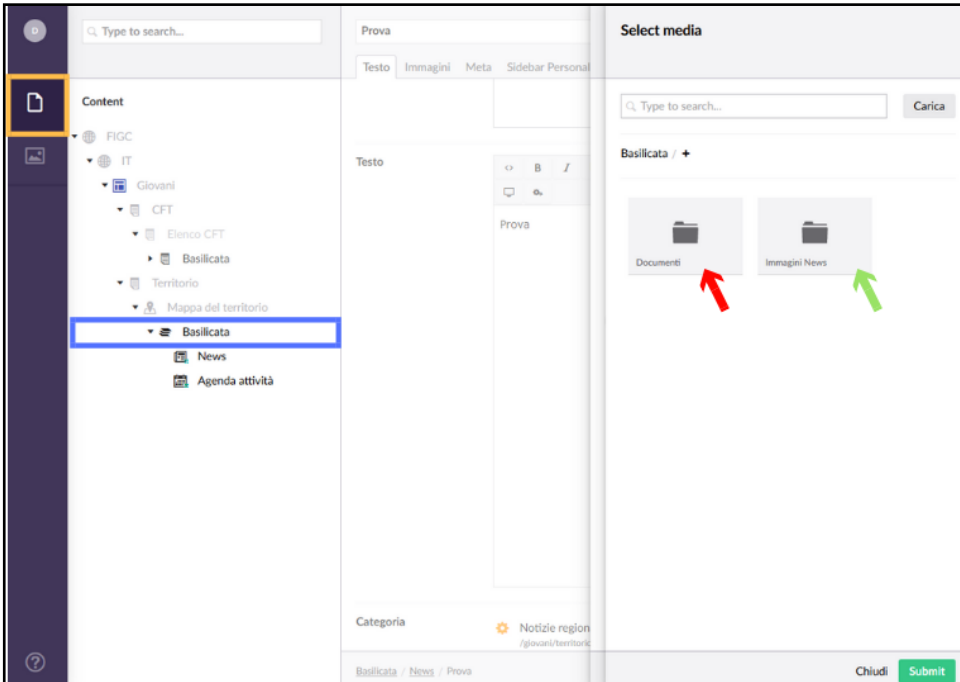 D
Type to search...
Content
FIGC
IT
Giovani
CFT
Elenco CFT
Basilicata
Territorio
Mappa del territorio
Basilicata
News
Agenda attività
Prova
Testo Immagini Meta Sidebar Personal
Testo
B I
Prova
Categoria
Notizie region
/giovani/territorio
Basilicata / News / Prova
Select media
Type to search...
Carica
Basilicata / +
Documenti
Immagini News
Chiudi
Submit